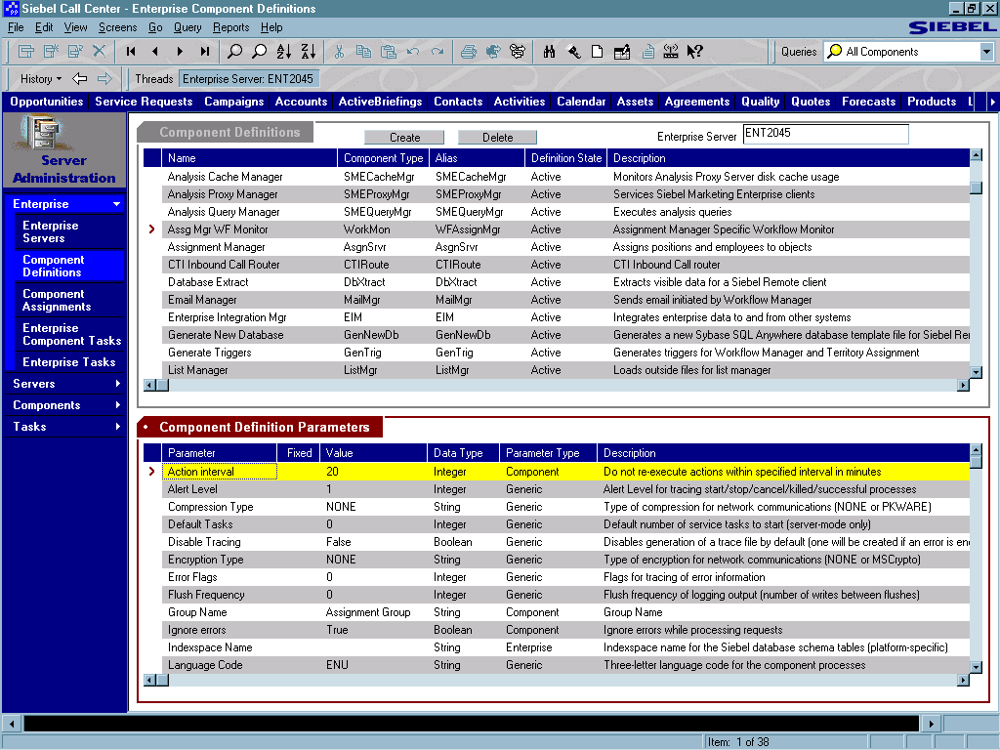 Siebel Call Center - Enterprise Component Definitions
File Edit View Screens Go Query Reports Help
SIEBEL
Queries All Components
History Threads Enterprise Server: ENT2045
Opportunities Service Requests Campaigns Accounts ActiveBriefings Contacts Activities Calendar Assets Agreements Quality Quotes Forecasts Products L
Server
Administration
Enterprise
Enterprise
Servers
Component
Definitions
Component
Assignments
Enterprise
Component Tasks
Enterprise Tasks
Servers
Components
Tasks
Component Definitions Create Delete Enterprise Server ENT2045
Name Component Type Alias Definition State Description
Analysis Cache Manager SMECacheMgr SMECacheMgr Active Monitors Analysis Proxy Server disk cache usage
Analysis Proxy Manager SMEProxyMgr SMEProxyMgr Active Services Siebel Marketing Enterprise clients
Analysis Query Manager SMEQueryMgr SMEQueryMgr Active Executes analysis queries
Assg Mgr WF Monitor WorkMon WFAssignMgr Active Assignment Manager Specific Workflow Monitor
Assignment Manager AsgnSrvr AsgnSrvr Active Assigns positions and employees to objects
CTI Inbound Call Router CTIRoute CTIRoute Active CTI Inbound Call router
Database Extract DbXtract DbXtract Active Extracts visible data for a Siebel Remote client
Email Manager MailMgr MailMgr Active Sends email initiated by Workflow Manager
Enterprise Integration Mgr EIM EIM Active Integrates enterprise data to and from other systems
Generate New Database GenNewDb GenNewDb Active Generates a new Sybase SQL Anywhere database template file for Siebel Rem
Generate Triggers GenTrig GenTrig Active Generates triggers for Workflow Manager and Territory Assignment
List Manager ListMgr ListMgr Active Loads outside files for list manager
Component Definition Parameters
Parameter Fixed Value Data Type Parameter Type Description
Action interval 20 Integer Component Do not re-execute actions within specified interval in minutes
Alert Level 1 Integer Generic Alert Level for tracing start/stop/cancel/killed/successful processes
Compression Type NONE String Generic Type of compression for network communications (NONE or PKWARE)
Default Tasks 0 Integer Generic Default number of service tasks to start (server-mode only)
Disable Tracing False Boolean Generic Disables generation of a trace file by default (one will be created if an error is en
Encryption Type NONE String Generic Type of encryption for network communications (NONE or MSCrypto)
Error Flags 0 Integer Generic Flags for tracing of error information
Flush Frequency 0 Integer Generic Flush frequency of logging output (number of writes between flushes)
Group Name Assignment Group String Component Group Name
Ignore errors True Boolean Component Ignore errors while processing requests
Indexspace Name String Enterprise Indexspace name for the Siebel database schema tables (platform-specific)
Language Code ENU String Generic Three-letter language code for the component processes
Item: 1 of 38